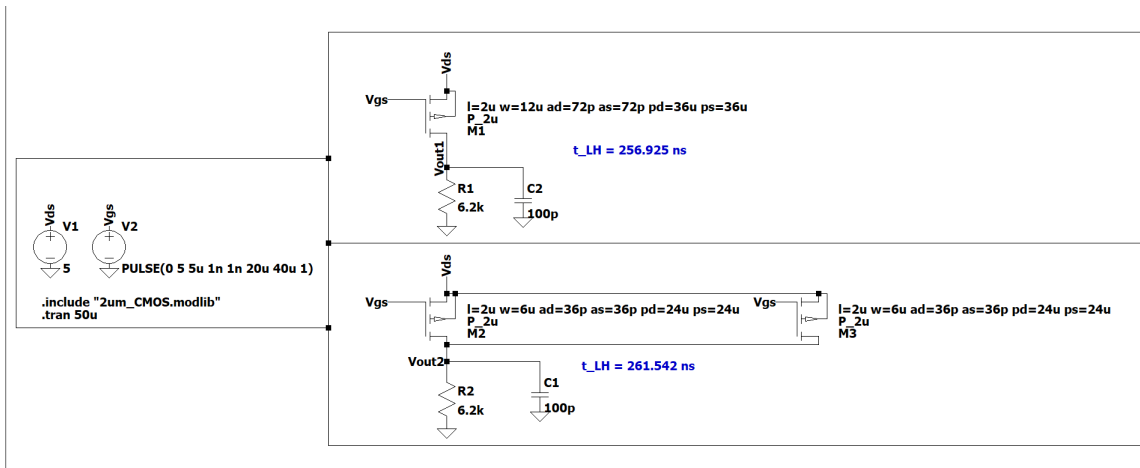 Vds
Vgs
l=2u w=12u ad=72p as=72p pd=36u ps=36u
P_2u
M1
t_LH = 256.925 ns
Vout1
R1
6.2k
C2
100p
Vds
V1
5
Vgs
V2
PULSE(0 5 5u 1n 1n 20u 40u 1)
.include "2um_CMOS.modlib"
.tran 50u
Vds
Vgs
l=2u w=6u ad=36p as=36p pd=24u ps=24u
P_2u
M2
Vgs
l=2u w=6u ad=36p as=36p pd=24u ps=24u
P_2u
M3
Vout2
t_LH = 261.542 ns
R2
6.2k
C1
100p